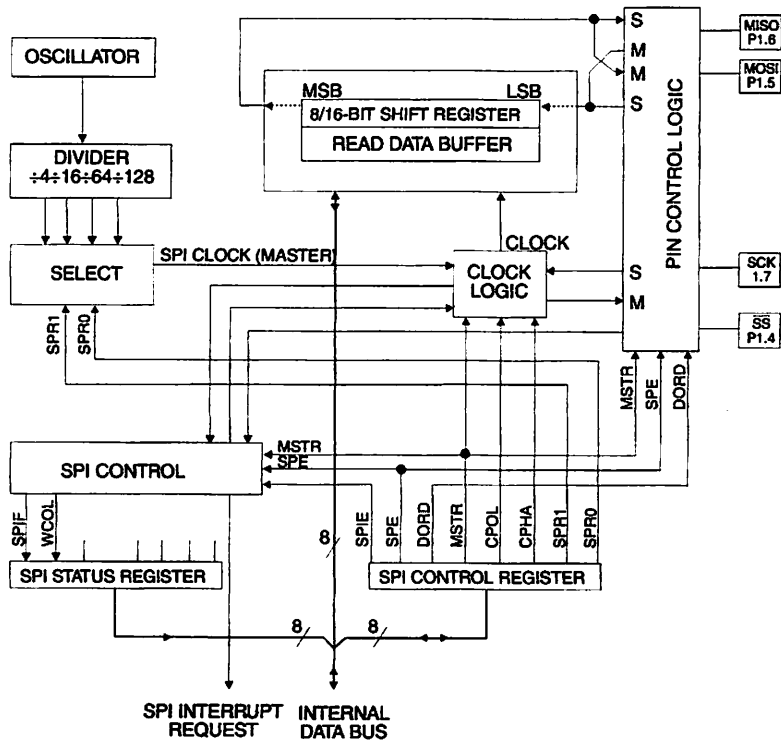 OSCILLATOR
DIVIDER
÷4÷16÷64÷128
SELECT
SPI CLOCK (MASTER)
SPR1
SPR0
MSB
LSB
8/16-BIT SHIFT REGISTER
READ DATA BUFFER
CLOCK
CLOCK
LOGIC
S
M
M
S
S
M
PIN CONTROL LOGIC
MISO
P1.6
MOSI
P1.5
SCK
1.7
SS
P1.4
MSTR
SPE
DORD
SPI CONTROL
MSTR
SPE
SPIF
WCOL
SPI STATUS REGISTER
SPIE
SPE
DORD
MSTR
CPOL
CPHA
SPR1
SPR0
SPI CONTROL REGISTER
8
8
8
SPI INTERRUPT
REQUEST
INTERNAL
DATA BUS